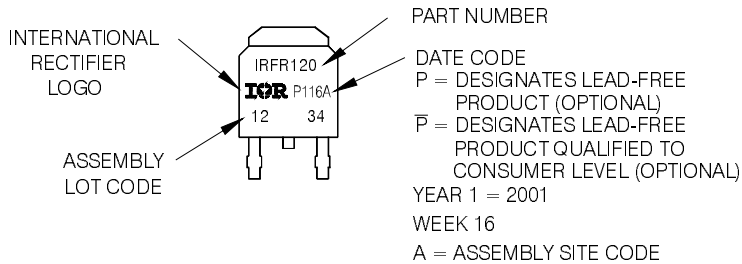 INTERNATIONAL
RECTIFIER
LOGO
ASSEMBLY
LOT CODE
IRFR120
IOR P116A
12 34
PART NUMBER
DATE CODE
P = DESIGNATES LEAD-FREE
PRODUCT (OPTIONAL)
P̅ = DESIGNATES LEAD-FREE
PRODUCT QUALIFIED TO
CONSUMER LEVEL (OPTIONAL)
YEAR 1 = 2001
WEEK 16
A = ASSEMBLY SITE CODE